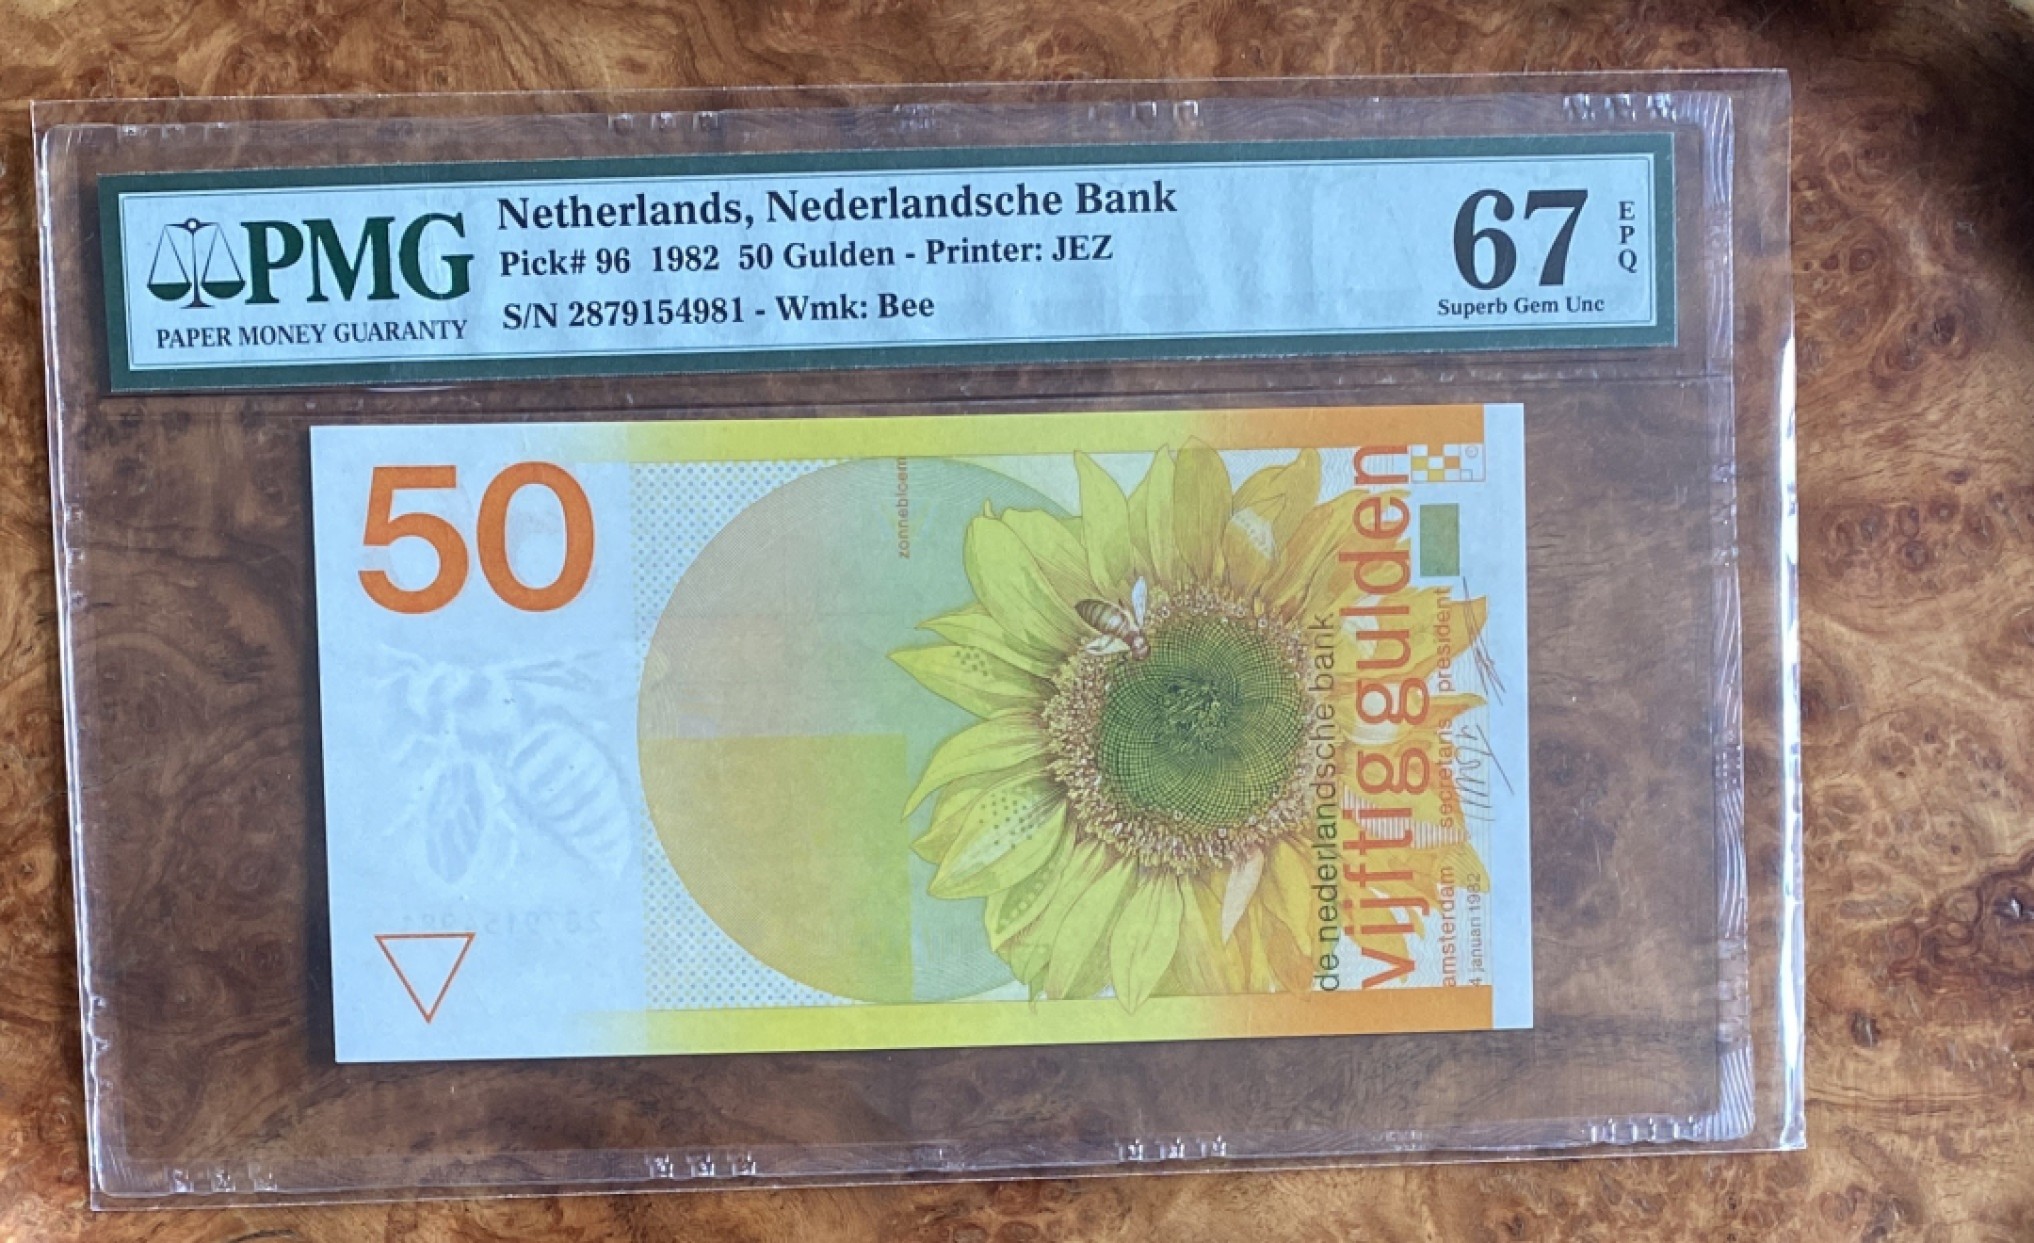 PMG
PAPER MONEY GUARANTY
Netherlands, Nederlandsche Bank
Pick# 96 1982 50 Gulden - Printer: JEZ
S/N 2879154981 - Wmk: Bee
67
EPQ
Superb Gem Unc
50
zonnebloem
de nederlandsche bank
vijftig gulden
amsterdam secretaris president
4 januari 1982